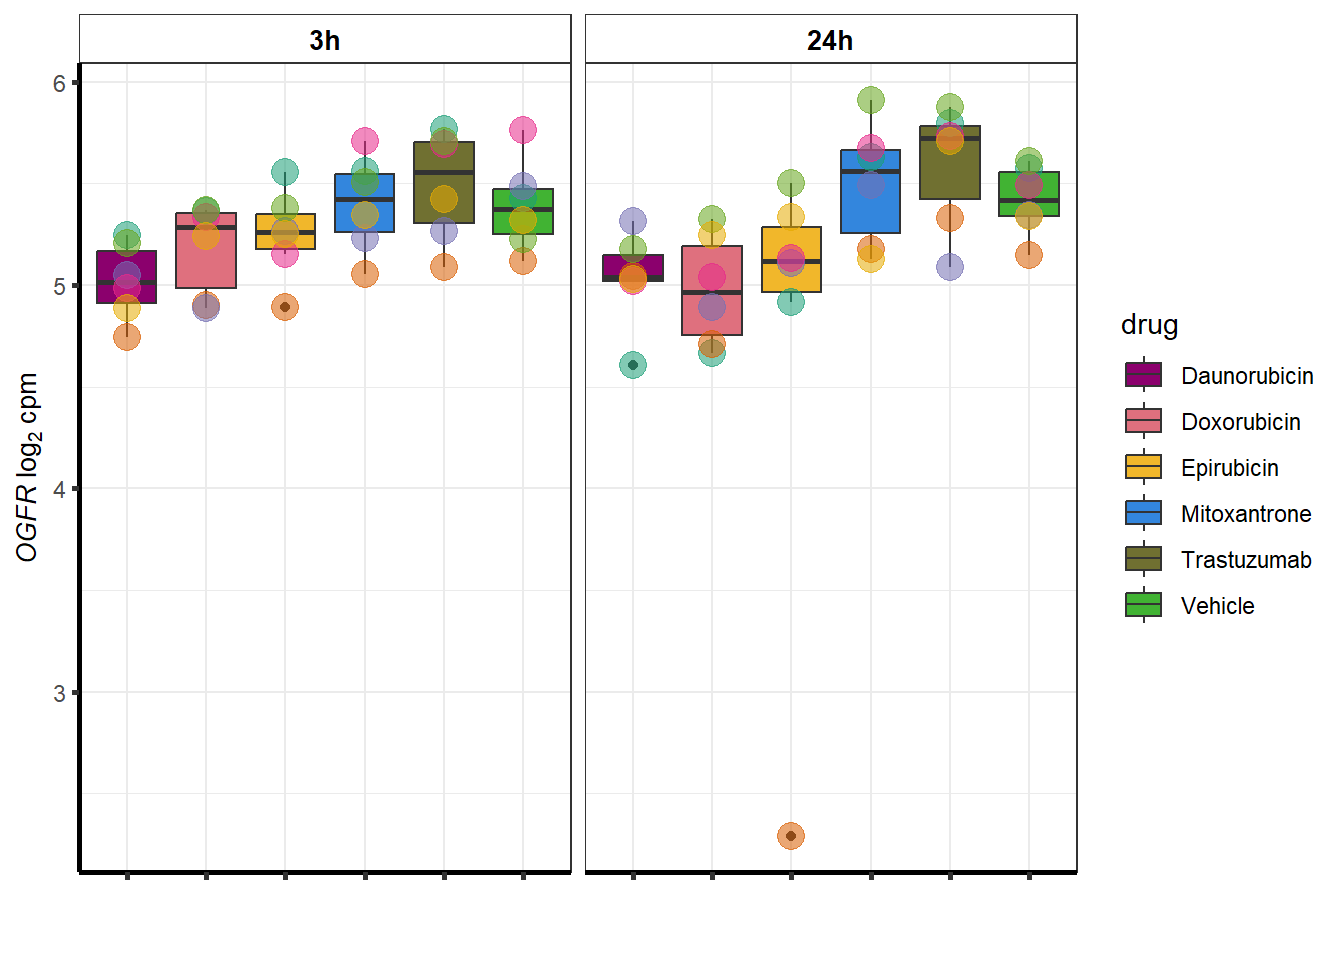 3h
24h
6
5
4
3
OGFR log₂ cpm
drug
Daunorubicin
Doxorubicin
Epirubicin
Mitoxantrone
Trastuzumab
Vehicle